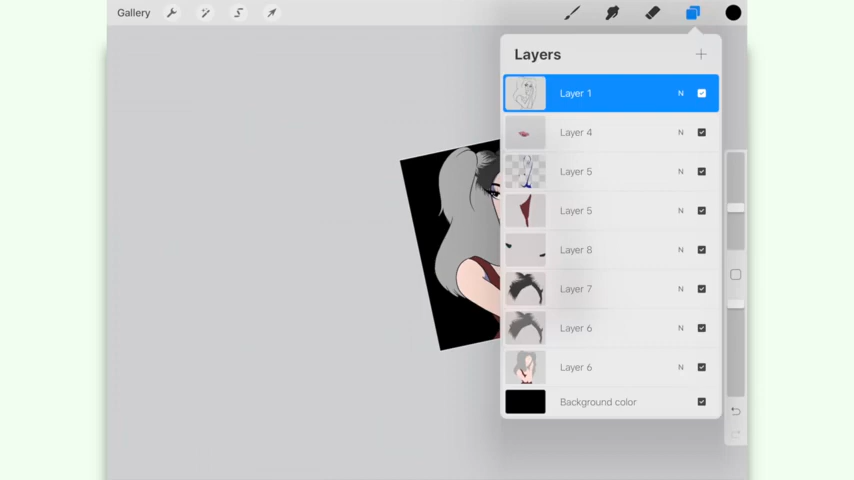 Gallery
Layers
Layer 1 N
Layer 4 N
Layer 5 N
Layer 5 N
Layer 8 N
Layer 7 N
Layer 6 N
Layer 6 N
Background color